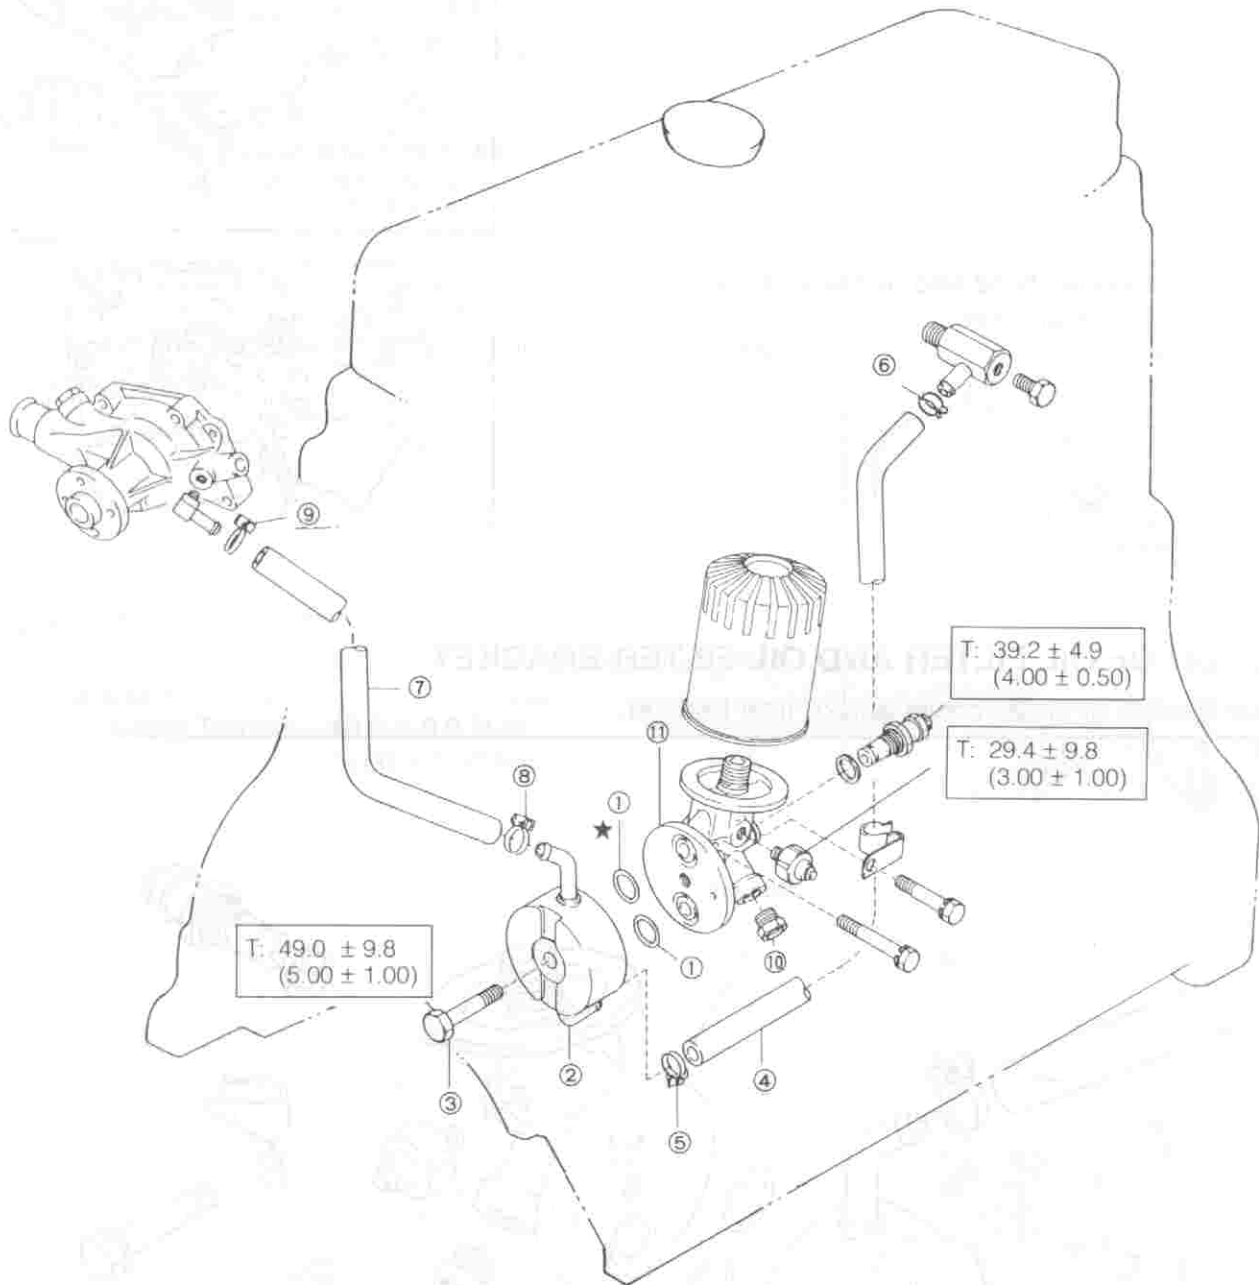 ⑥
⑨
T: 39.2 ± 4.9
(4.00 ± 0.50)
⑦
⑪
T: 29.4 ± 9.8
(3.00 ± 1.00)
⑧
①
★
T: 49.0 ± 9.8
(5.00 ± 1.00)
①
⑩
②
④
③
⑤